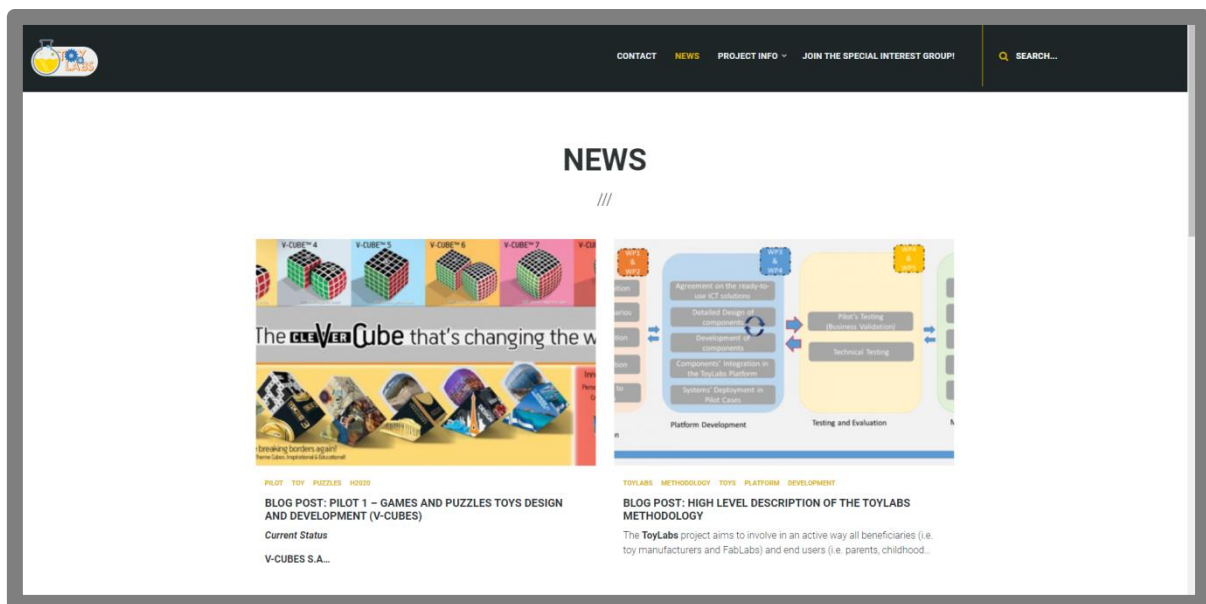 TOY
LABS
CONTACT NEWS PROJECT INFO JOIN THE SPECIAL INTEREST GROUP! SEARCH...
NEWS
///
V-CUBE™ 4 V-CUBE™ 5 V-CUBE™ 6 V-CUBE™ 7
The CLEVER Cube that's changing the w
breaking borders again!
Theme Cubes, Inspirational & Educational!
WP1
&
WP2
WP3
&
WP4
Agreement on the ready-to-
use ICT solutions
Detailed Design of
components
Development of
components
Components' Integration in
the ToyLabs Platform
Systems' Deployment in
Pilot Cases
Pilot's Testing
(Business Validation)
Technical Testing
Platform Development
Testing and Evaluation
PILOT TOY PUZZLES H2020
BLOG POST: PILOT 1 – GAMES AND PUZZLES TOYS DESIGN
AND DEVELOPMENT (V-CUBES)
Current Status
V-CUBES S.A...
TOYLABS METHODOLOGY TOYS PLATFORM DEVELOPMENT
BLOG POST: HIGH LEVEL DESCRIPTION OF THE TOYLABS
METHODOLOGY
The ToyLabs project aims to involve in an active way all beneficiaries (i.e.
toy manufacturers and FabLabs) and end users (i.e. parents, childhood...